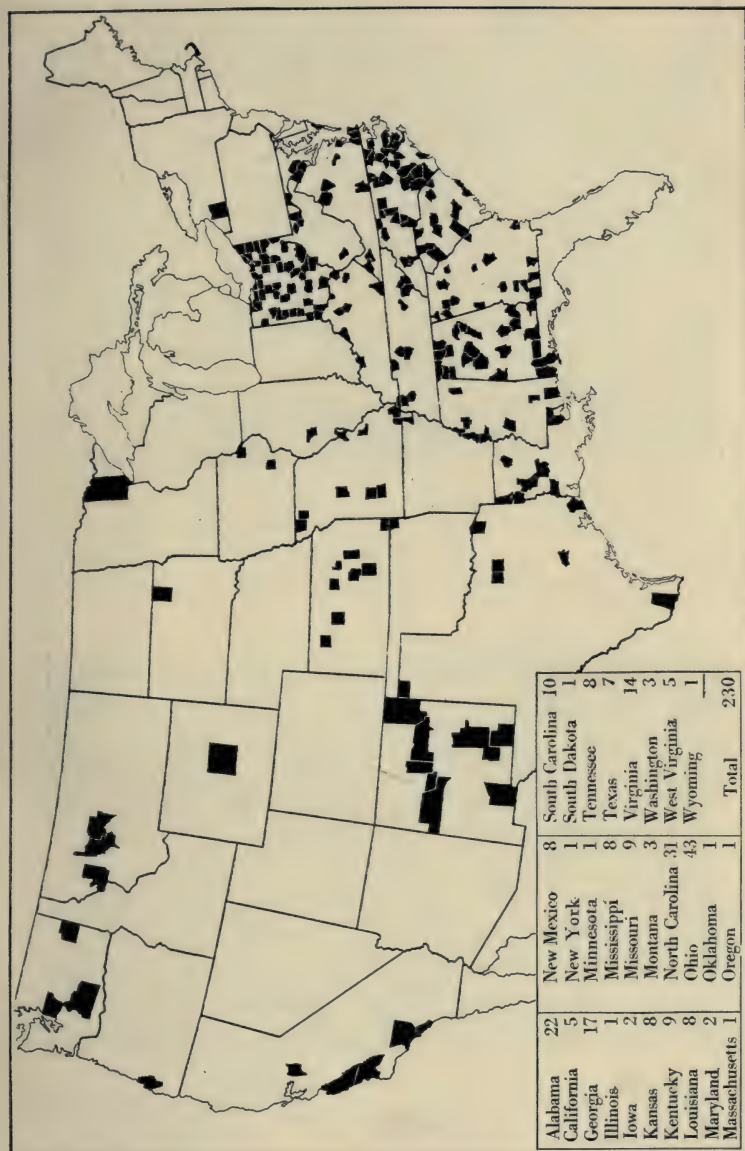 Alabama 22
California 5
Georgia 17
Illinois 1
Iowa 2
Kansas 8
Kentucky 9
Louisiana 8
Maryland 2
Massachusetts 1
New Mexico 8
New York 1
Minnesota 1
Mississippi 8
Missouri 9
Montana 3
North Carolina 31
Ohio 43
Oklahoma 1
Oregon 1
South Carolina 10
South Dakota 1
Tennessee 8
Texas 7
Virginia 14
Washington 3
West Virginia 5
Wyoming 1
Total 230